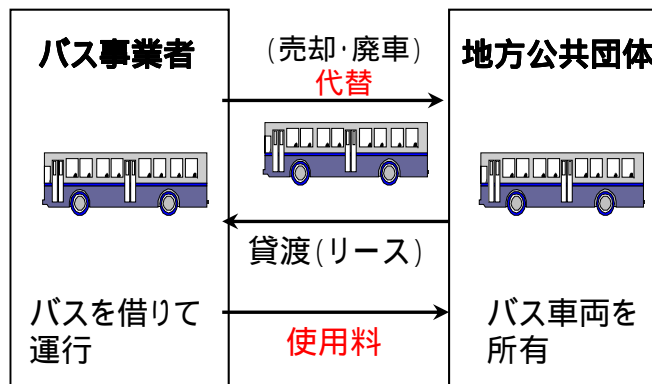 バス事業者
(売却･廃車)
代替
地方公共団体
貸渡(リース)
バスを借りて
運行
使用料
バス車両を
所有